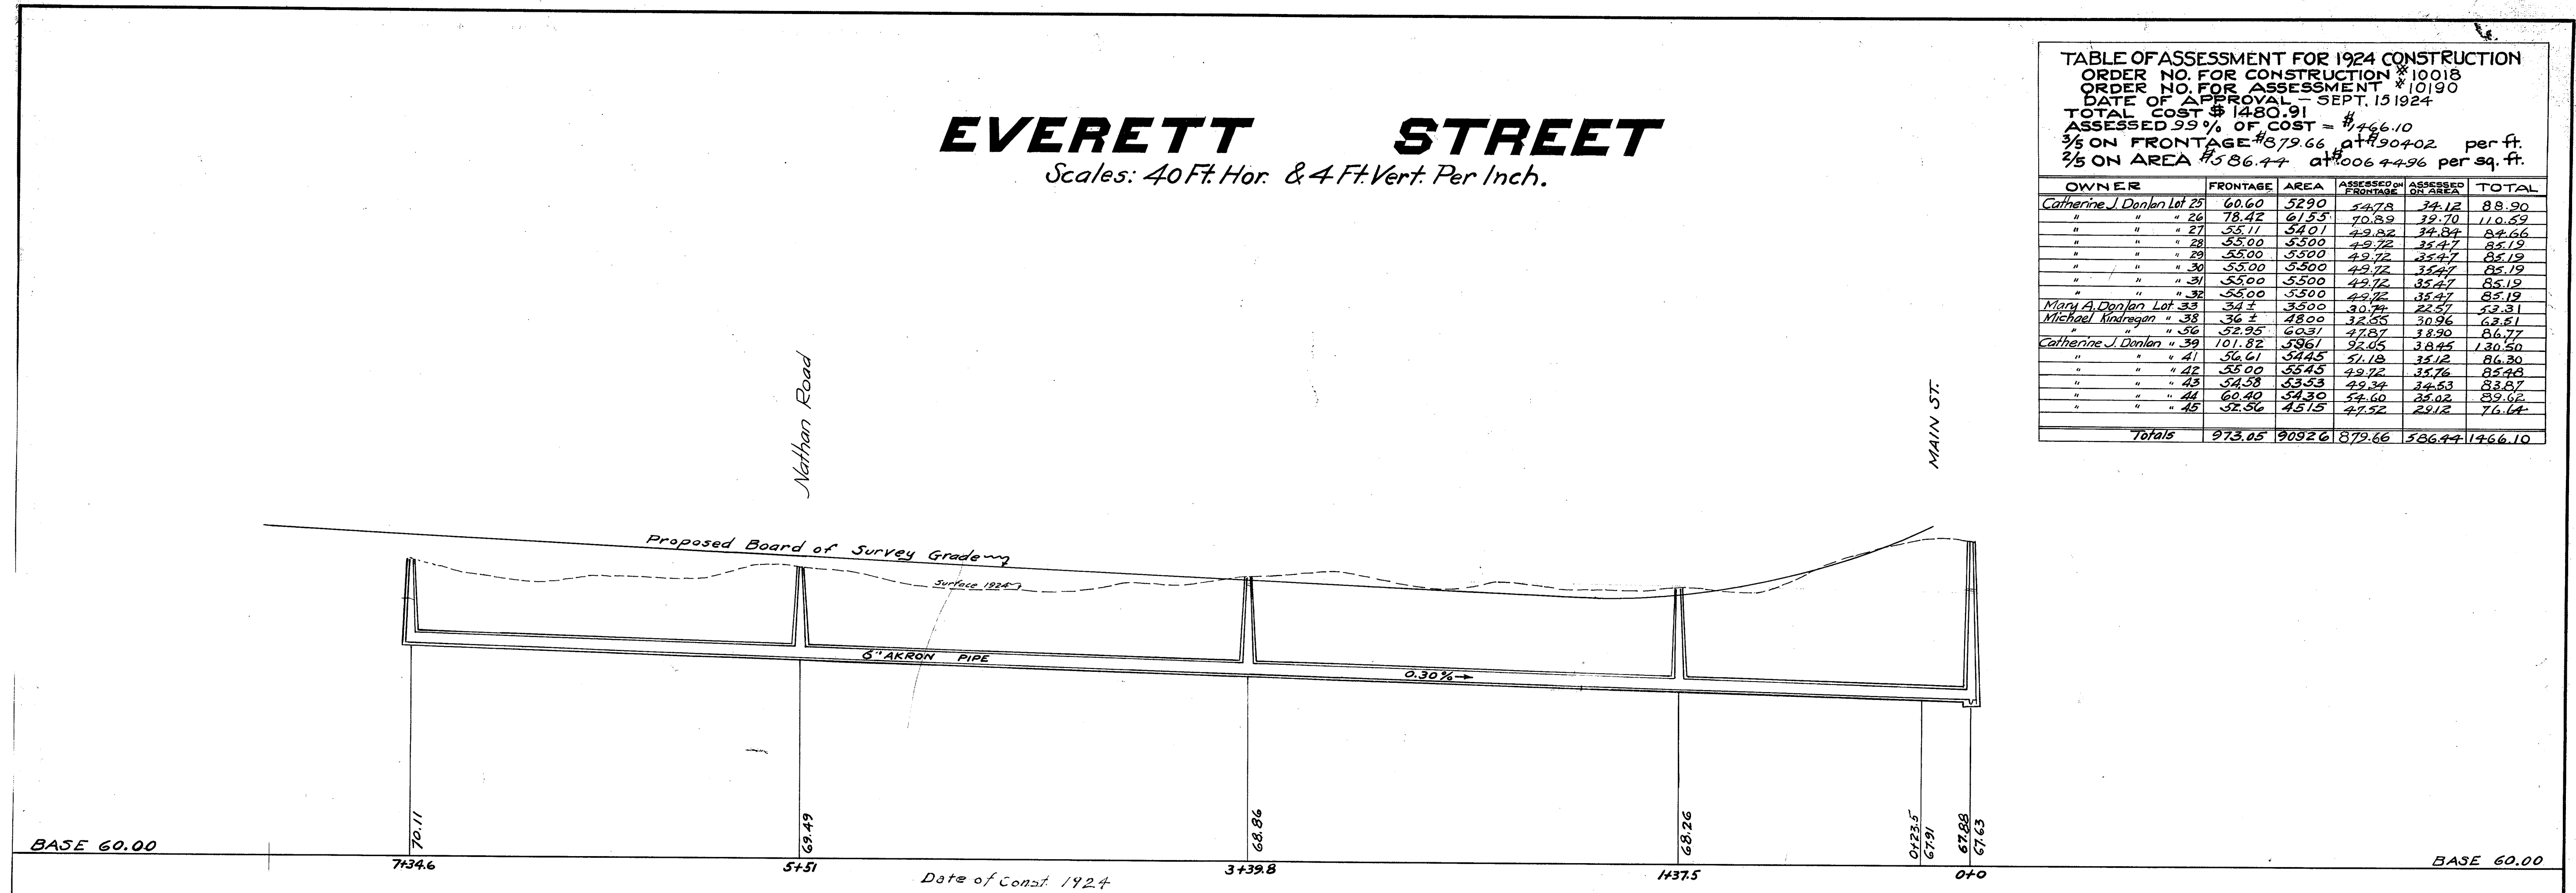 EVERETT STREET
Scales: 40 Ft. Hor. & 4 Ft. Vert. Per Inch.
TABLE OF ASSESSMENT FOR 1924 CONSTRUCTION
ORDER NO. FOR CONSTRUCTION # 10018
ORDER NO. FOR ASSESSMENT # 10190
DATE OF APPROVAL – SEPT. 15 1924
TOTAL COST $ 1480.91
ASSESSED 99% OF COST = $1466.10
3/5 ON FRONTAGE $879.66 at $.90402 per ft.
2/5 ON AREA $586.44 at $.0064496 per sq. ft.
OWNER FRONTAGE AREA ASSESSED ON FRONTAGE ASSESSED ON AREA TOTAL
Catherine J. Donlan Lot 25 60.60 5290 54.78 34.12 88.90
" " " 26 78.42 6155 70.89 39.70 110.59
" " " 27 55.11 5401 49.82 34.84 84.66
" " " 28 55.00 5500 49.72 35.47 85.19
" " " 29 55.00 5500 49.72 35.47 85.19
" " " 30 55.00 5500 49.72 35.47 85.19
" " " 31 55.00 5500 49.72 35.47 85.19
" " " 32 55.00 5500 49.72 35.47 85.19
Mary A. Donlan Lot 33 34 ± 3500 30.74 22.57 53.31
Michael Kindregan " 38 36 ± 4800 32.55 30.96 63.51
" " " 56 52.95 6031 47.87 38.90 86.77
Catherine J. Donlan " 39 101.82 5961 92.05 38.45 130.50
" " " 41 56.61 5445 51.18 35.12 86.30
" " " 42 55.00 5545 49.72 35.76 85.48
" " " 43 54.58 5353 49.34 34.53 83.87
" " " 44 60.40 5430 54.60 35.02 89.62
" " " 45 52.56 4515 47.52 29.12 76.64
Totals 973.05 90926 879.66 586.44 1466.10
Nathan Road
MAIN ST.
Proposed Board of Survey Grade
Surface 1924
6" AKRON PIPE
0.30% →
70.11
69.49
68.86
68.26
0+23.5
67.91
67.88
67.63
BASE 60.00
BASE 60.00
7+34.6
5+51
3+39.8
1+37.5
0+0
Date of Const. 1924